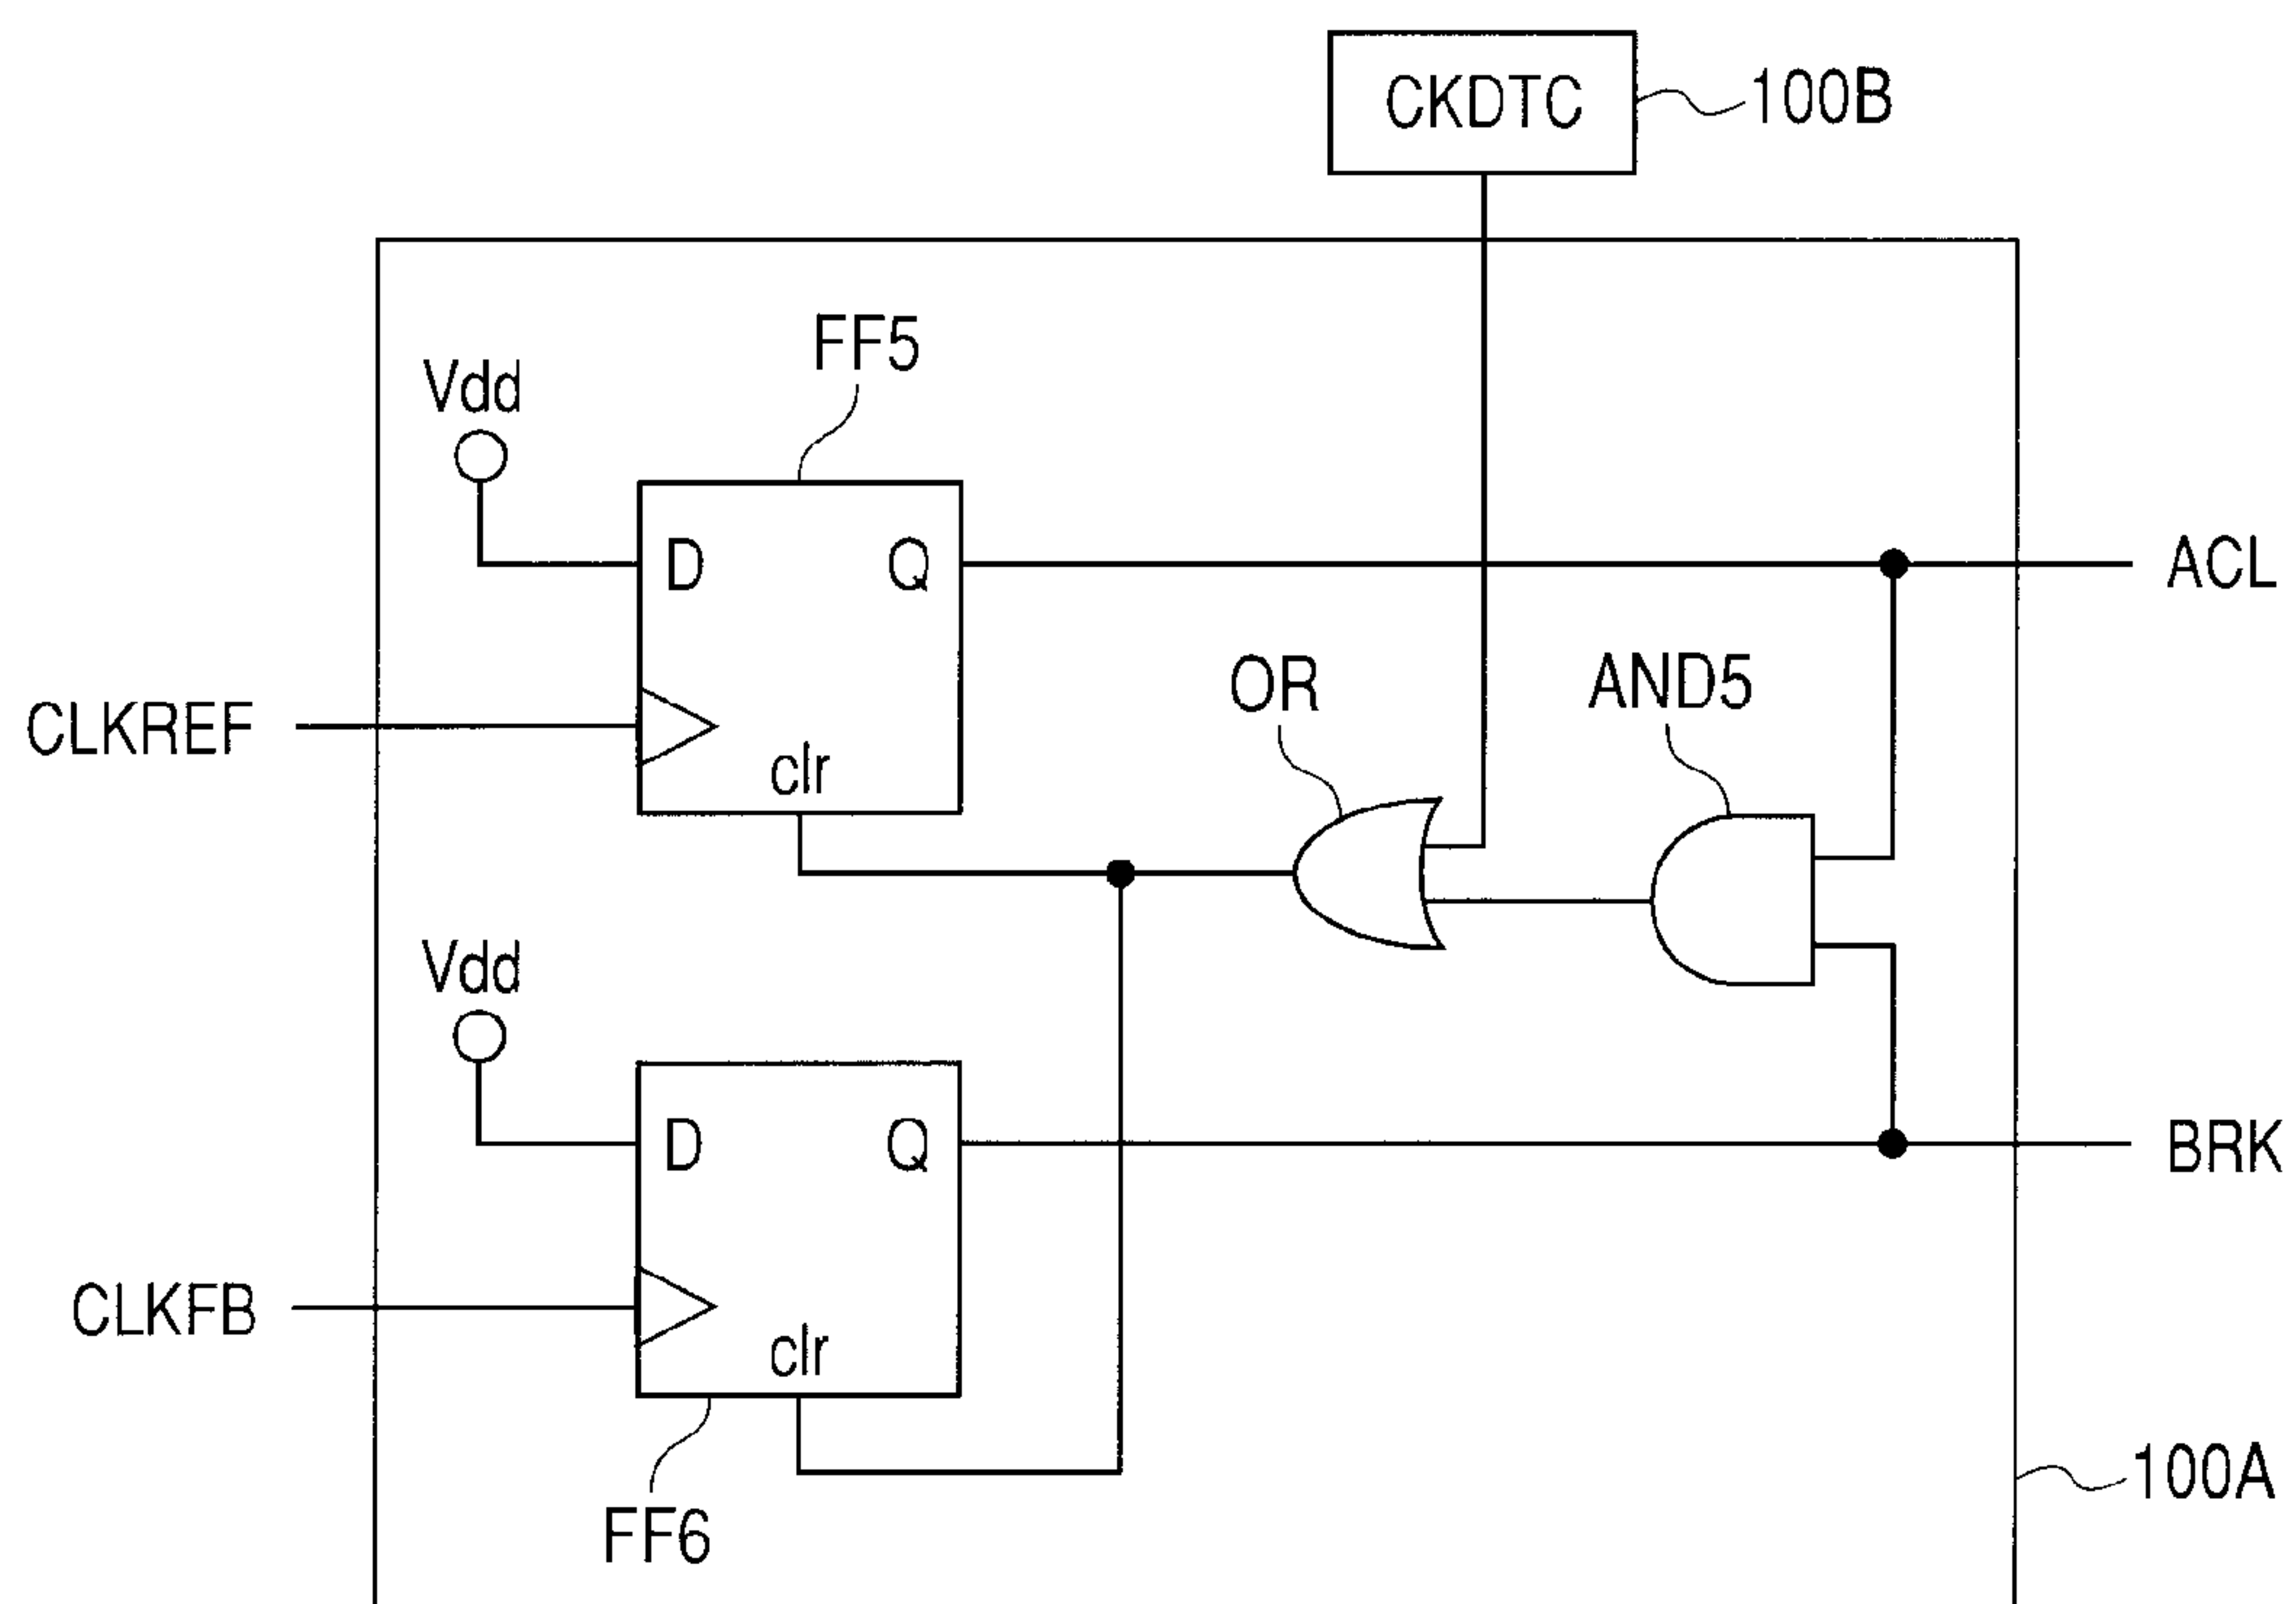 CKDTC
100B
FF5
Vdd
D
Q
ACL
OR
AND5
CLKREF
clr
Vdd
D
Q
BRK
CLKFB
clr
100A
FF6